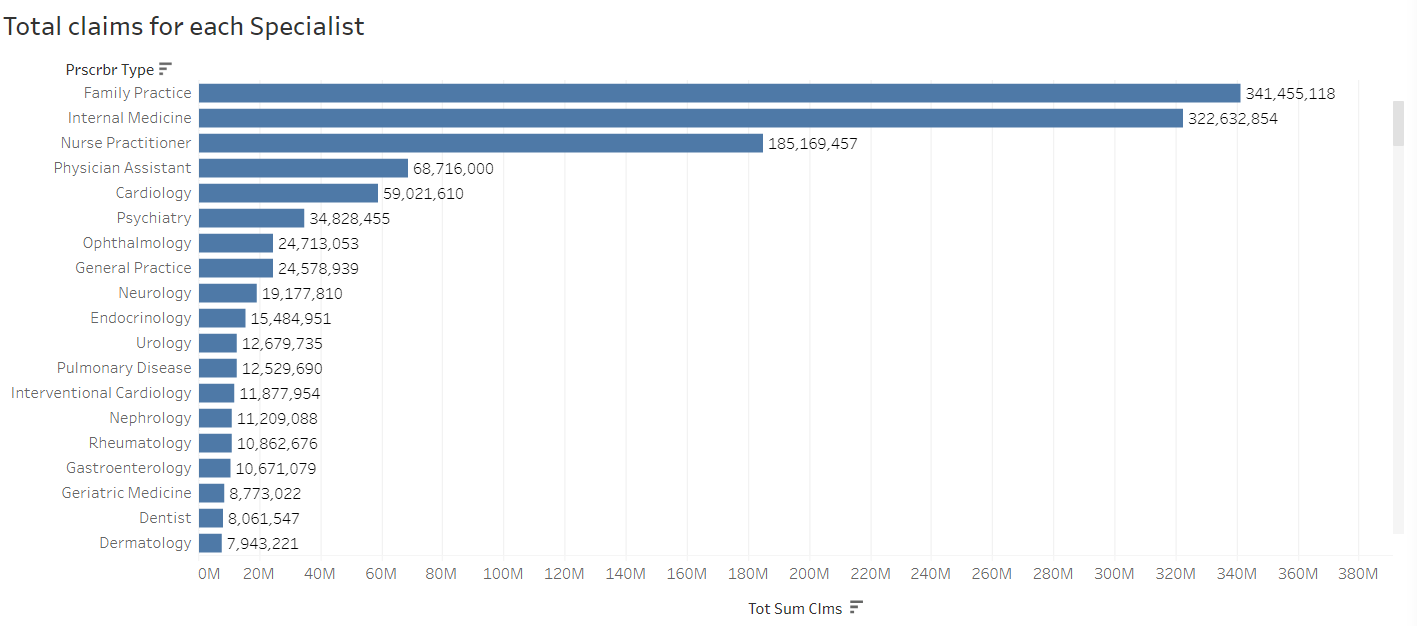 Total claims for each Specialist
Prscrbr Type
Family Practice 341,455,118
Internal Medicine 322,632,854
Nurse Practitioner 185,169,457
Physician Assistant 68,716,000
Cardiology 59,021,610
Psychiatry 34,828,455
Ophthalmology 24,713,053
General Practice 24,578,939
Neurology 19,177,810
Endocrinology 15,484,951
Urology 12,679,735
Pulmonary Disease 12,529,690
Interventional Cardiology 11,877,954
Nephrology 11,209,088
Rheumatology 10,862,676
Gastroenterology 10,671,079
Geriatric Medicine 8,773,022
Dentist 8,061,547
Dermatology 7,943,221
0M 20M 40M 60M 80M 100M 120M 140M 160M 180M 200M 220M 240M 260M 280M 300M 320M 340M 360M 380M
Tot Sum Clms